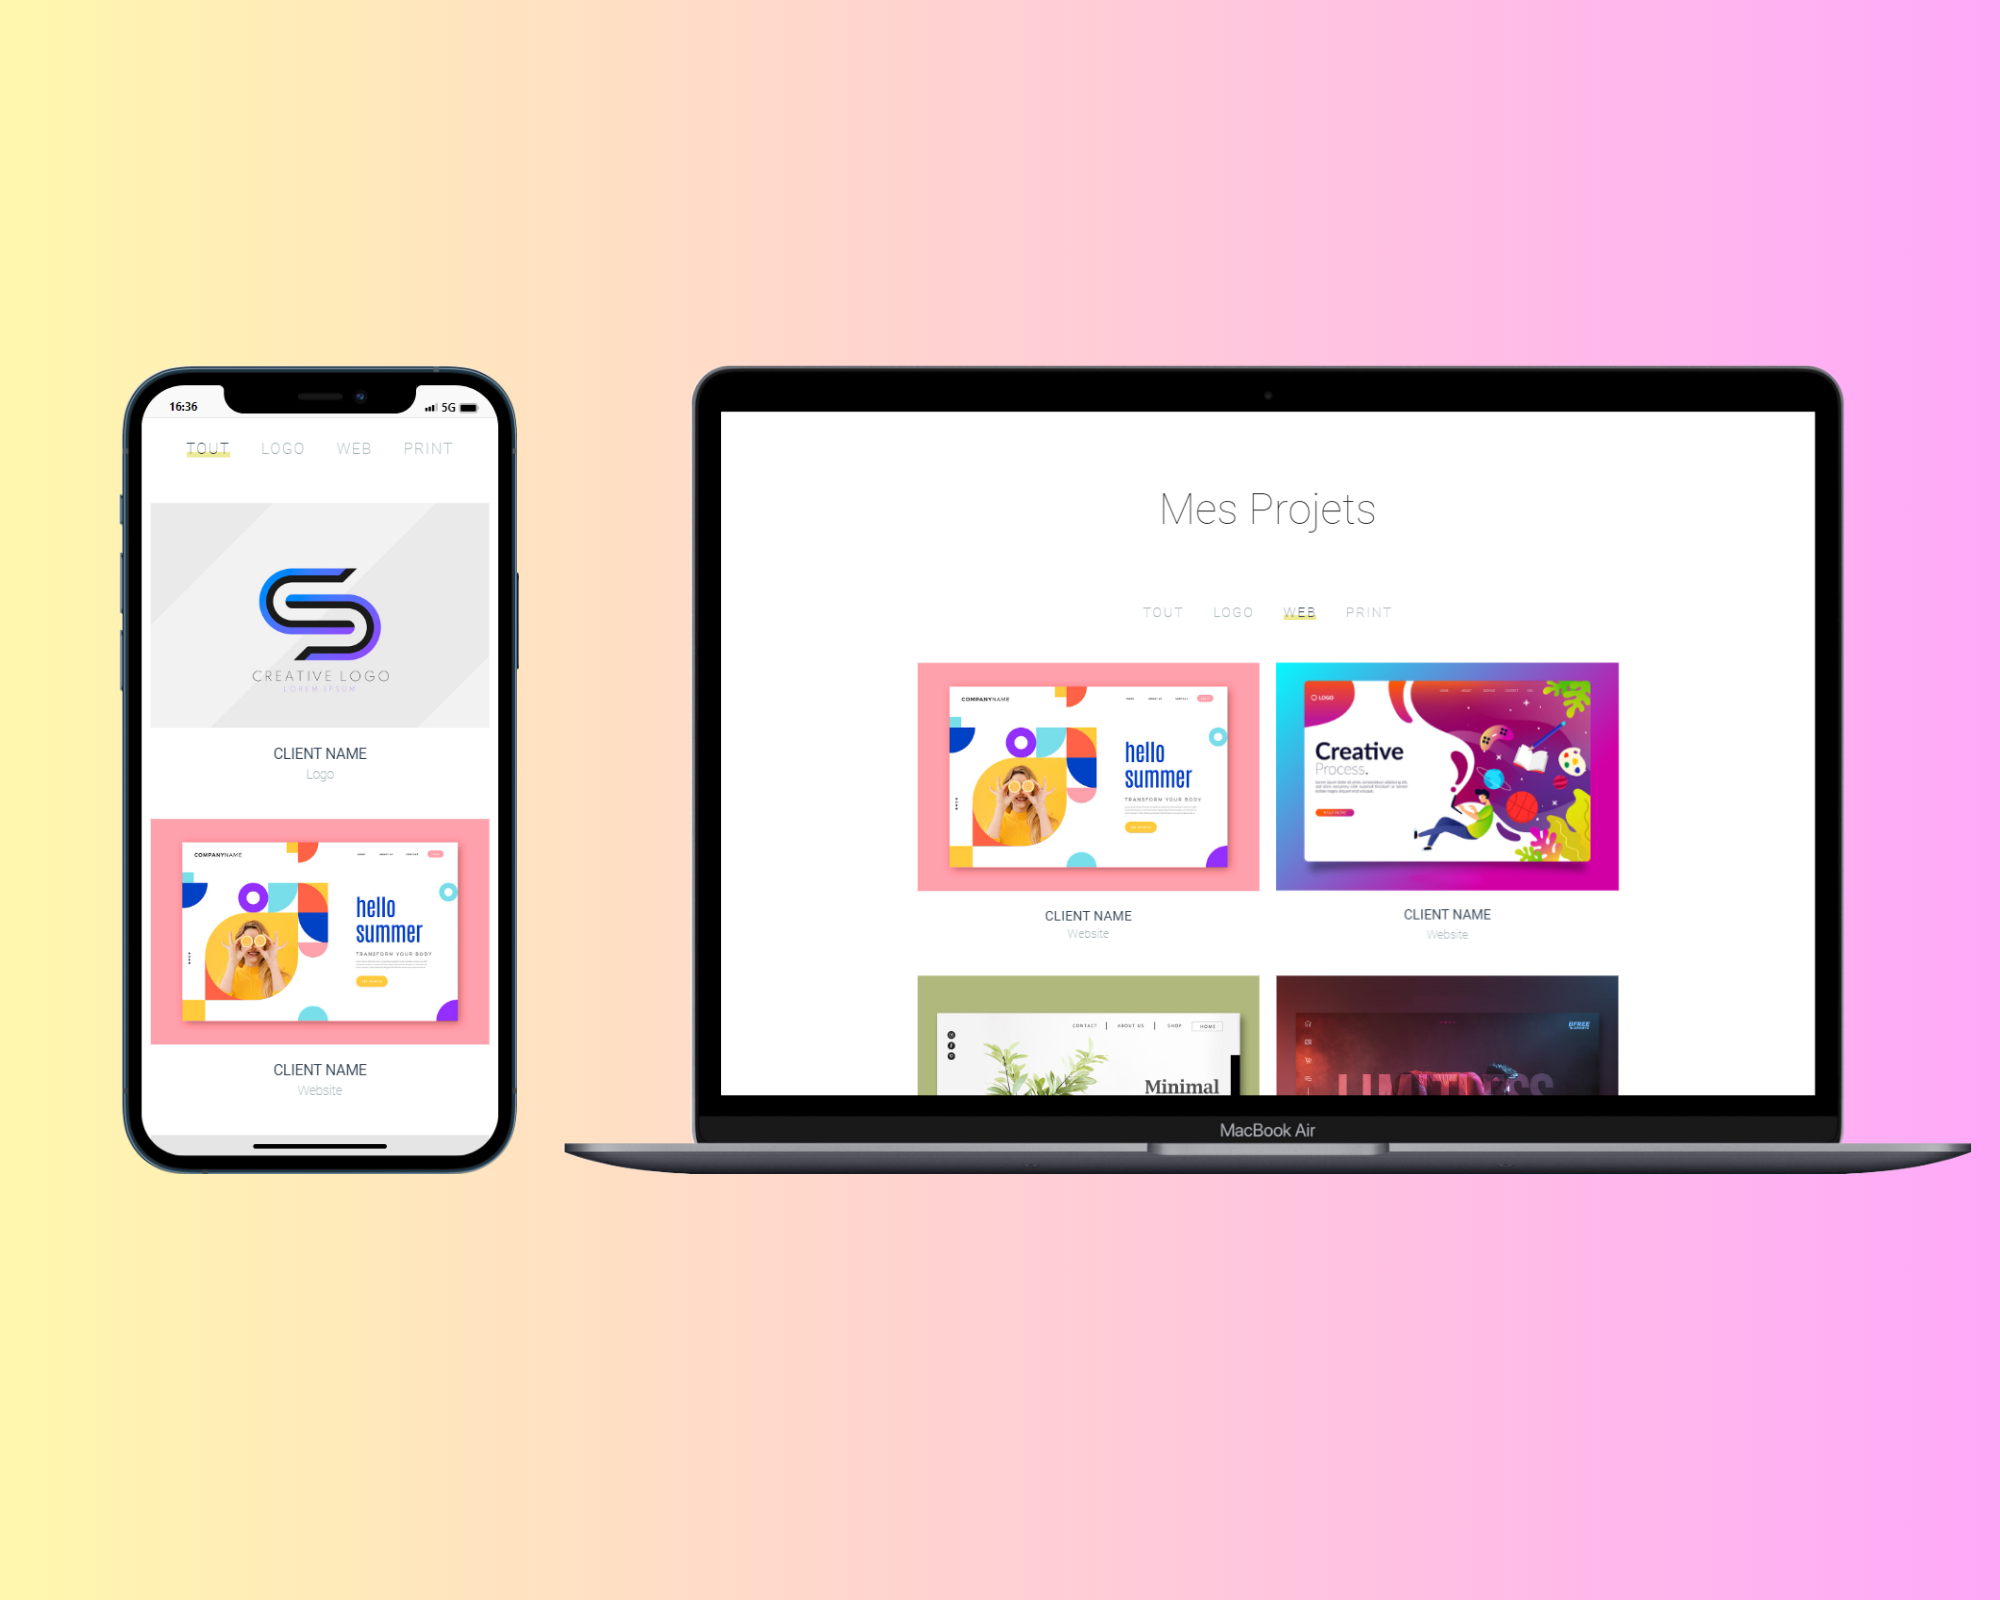 16:36
5G
TOUT LOGO WEB PRINT
CREATIVE LOGO
LOREM IPSUM
CLIENT NAME
Logo
COMPANYNAME
hello
summer
TRANSFORM YOUR BODY
CLIENT NAME
Website
Mes Projets
TOUT LOGO WEB PRINT
COMPANYNAME
hello
summer
TRANSFORM YOUR BODY
CLIENT NAME
Website
LOGO
Creative
Process.
CLIENT NAME
Website
CONTACT | ABOUT US | SHOP HOME
Minimal
LIMITLESS
MacBook Air